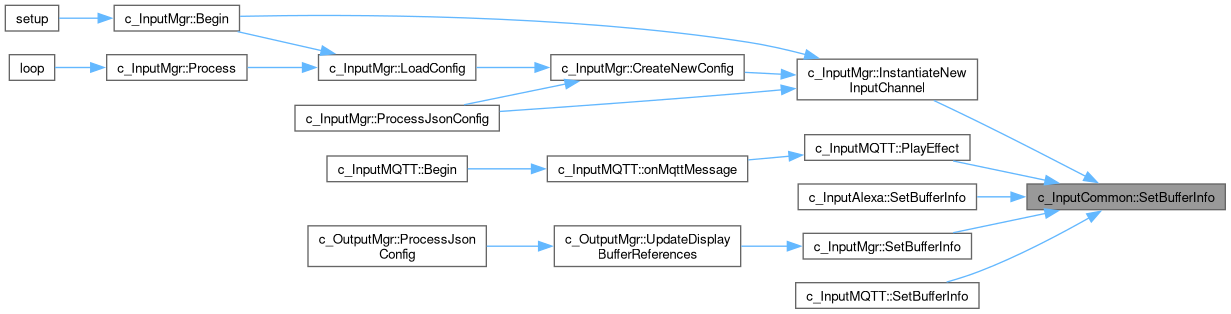 setup
c_InputMgr::Begin
loop
c_InputMgr::Process
c_InputMgr::LoadConfig
c_InputMgr::CreateNewConfig
c_InputMgr::InstantiateNew
InputChannel
c_InputMgr::ProcessJsonConfig
c_InputMQTT::Begin
c_InputMQTT::onMqttMessage
c_InputMQTT::PlayEffect
c_InputAlexa::SetBufferInfo
c_InputCommon::SetBufferInfo
c_OutputMgr::ProcessJson
Config
c_OutputMgr::UpdateDisplay
BufferReferences
c_InputMgr::SetBufferInfo
c_InputMQTT::SetBufferInfo